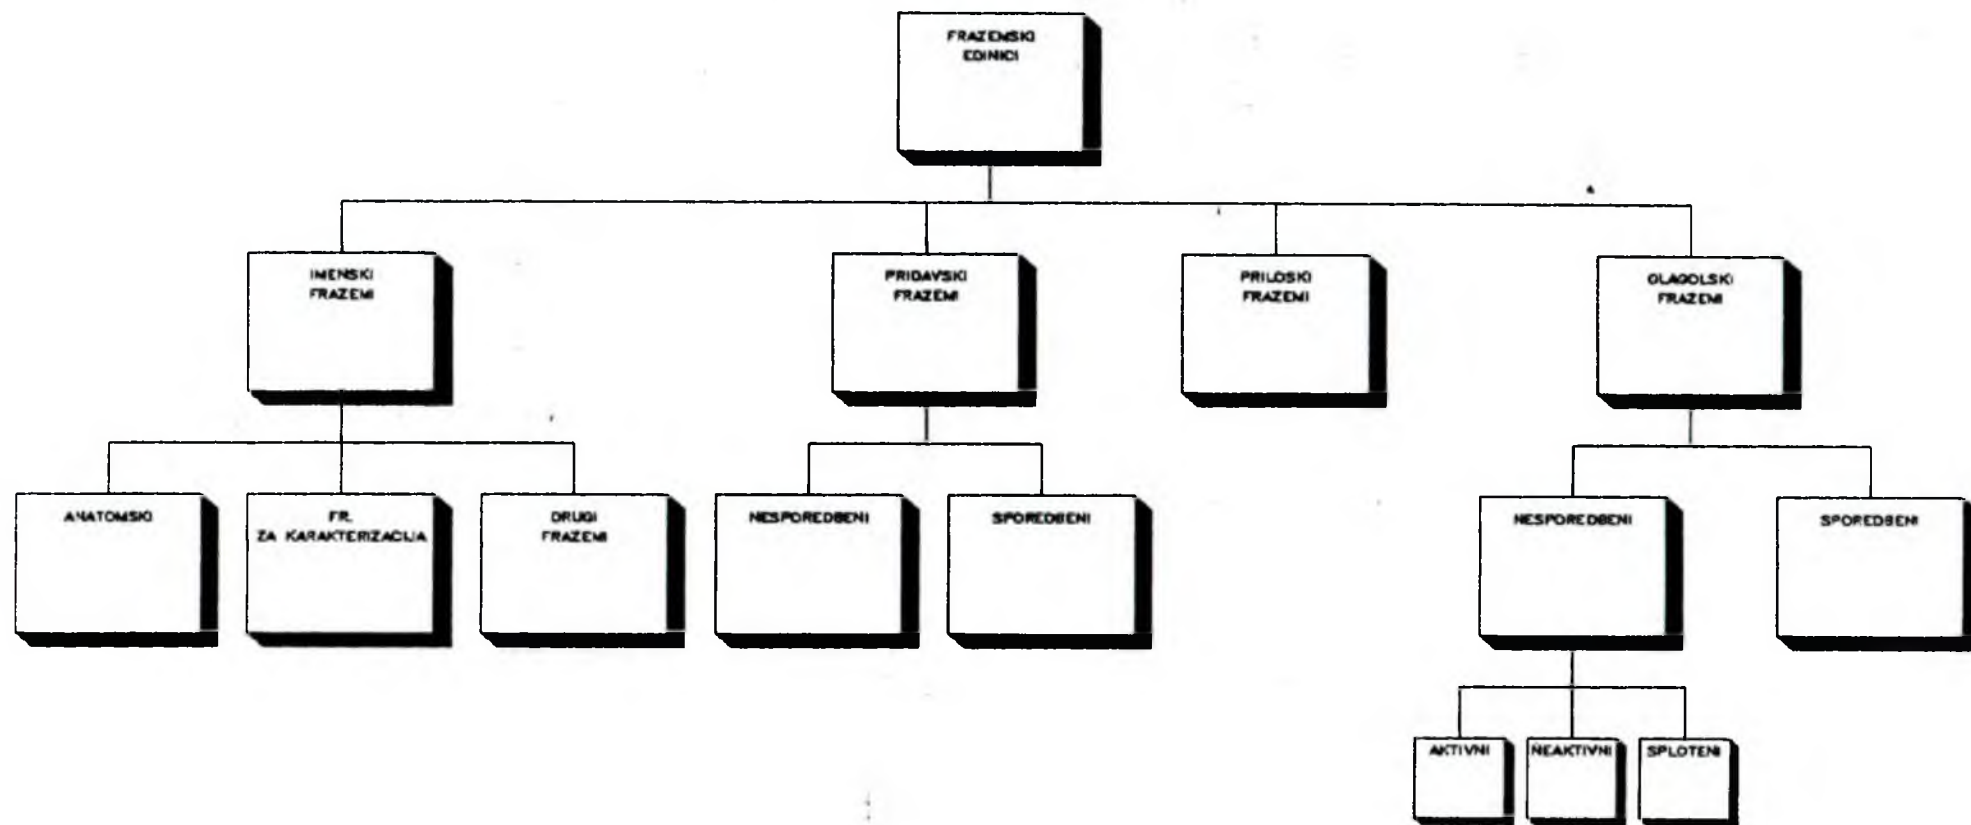 FRAZEMSKI
EDINICI
IMENSKI
FRAZEMI
PRIDAVSKI
FRAZEMI
PRILOSKI
FRAZEMI
GLAGOLSKI
FRAZEMI
ANATOMSKI
FR.
ZA KARAKTERIZACIJA
DRUGI
FRAZEMI
NESPOREDBENI
SPOREDBENI
NESPOREDBENI
SPOREDBENI
AKTIVNI
NEAKTIVNI
SPLOTENI